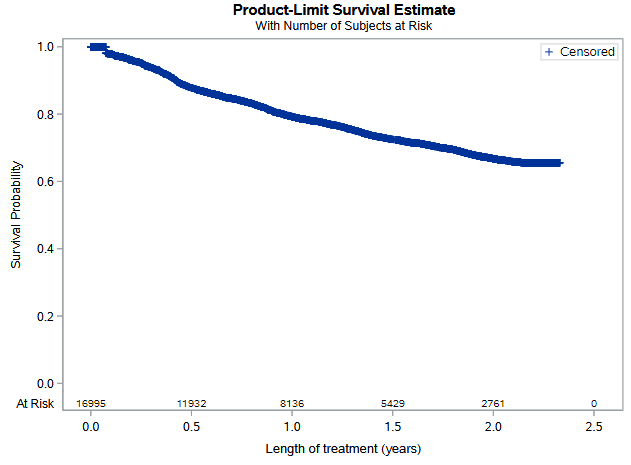 Product-Limit Survival Estimate
With Number of Subjects at Risk
+ Censored
1.0
0.8
0.6
0.4
0.2
0.0
Survival Probability
At Risk 16995 11932 8136 5429 2761 0
0.0 0.5 1.0 1.5 2.0 2.5
Length of treatment (years)